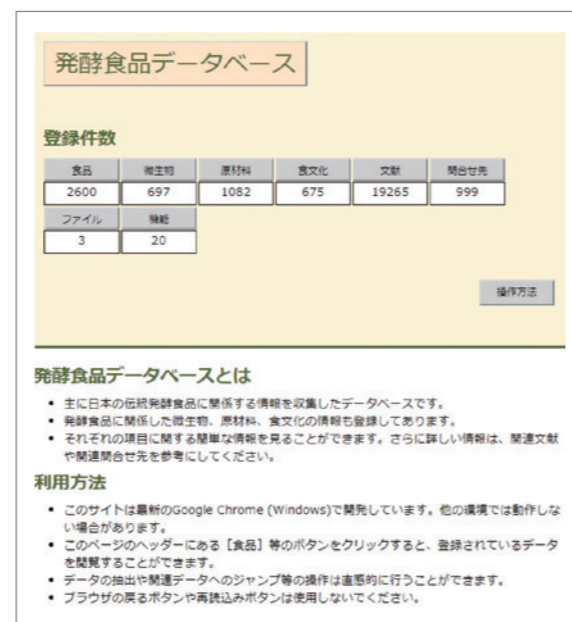 発酵食品データベース
登録件数
食品 微生物 原材料 食文化 文献 問合せ先
2600 697 1082 675 19265 999
ファイル 機能
3 20
操作方法
発酵食品データベースとは
• 主に日本の伝統発酵食品に関係する情報を収集したデータベースです。
• 発酵食品に関係した微生物、原材料、食文化の情報も登録してあります。
• それぞれの項目に関する簡単な情報を見ることができます。さらに詳しい情報は、関連文献
や関連問合せ先を参考にしてください。
利用方法
• このサイトは最新のGoogle Chrome (Windows)で開発しています。他の環境では動作しな
い場合があります。
• このページのヘッダーにある［食品］等のボタンをクリックすると、登録されているデータ
を閲覧することができます。
• データの抽出や関連データへのジャンプ等の操作は直感的に行うことができます。
• ブラウザの戻るボタンや再読込みボタンは使用しないでください。